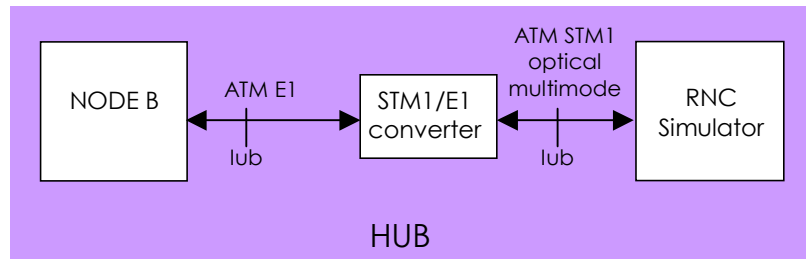 NODE B
ATM E1
Iub
STM1/E1
converter
ATM STM1
optical
multimode
Iub
RNC
Simulator
HUB